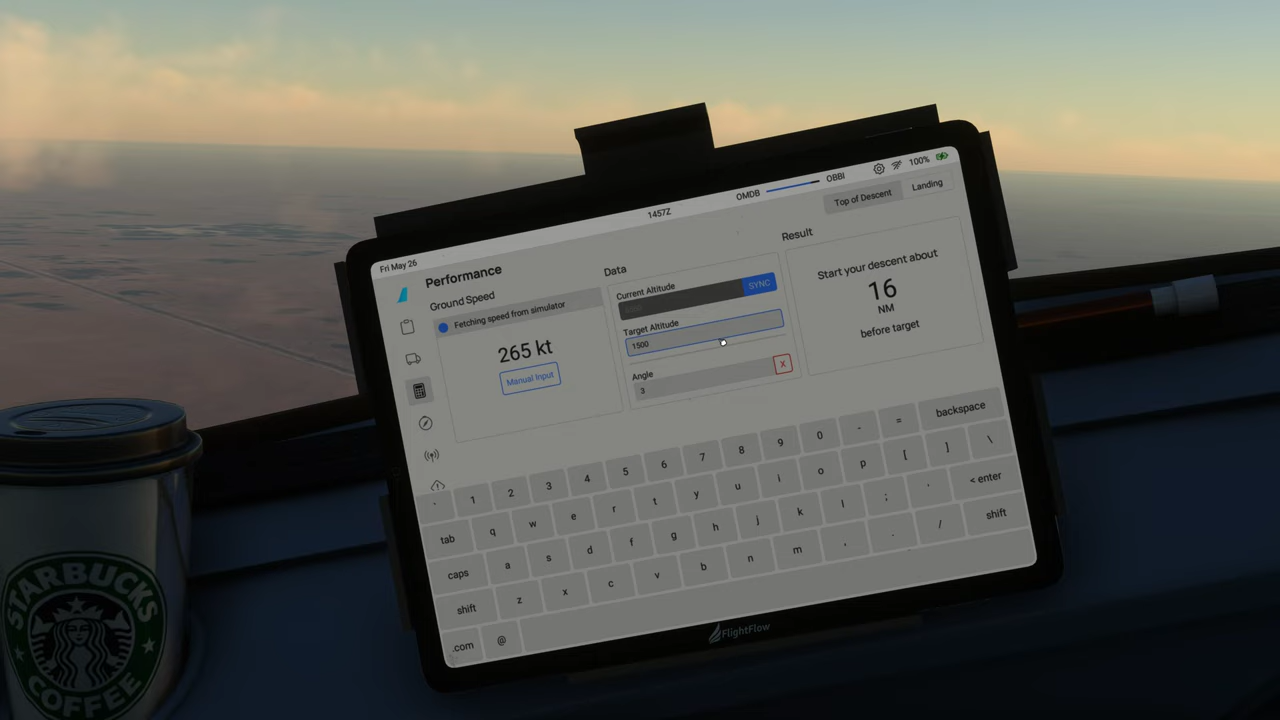 Fri May 26
1457Z
OMDB
OBBI
100%
Performance
Top of Descent
Landing
Ground Speed
Fetching speed from simulator
265 kt
Manual Input
Data
Current Altitude
SYNC
Target Altitude
1500
Angle
3
X
Result
Start your descent about
16
NM
before target
` 1 2 3 4 5 6 7 8 9 0 - = backspace
tab q w e r t y u i o p [ ] \
caps a s d f g h j k l ; ' < enter
shift z x c v b n m , . / shift
.com @
FlightFlow
STARBUCKS
COFFEE